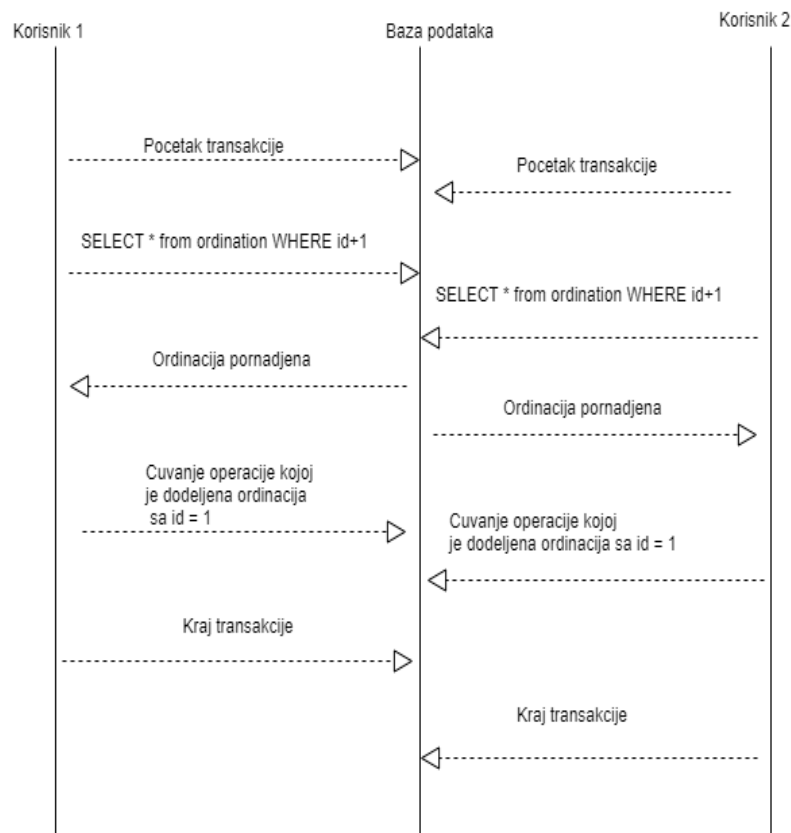 Korisnik 1
Baza podataka
Korisnik 2
Pocetak transakcije
Pocetak transakcije
SELECT * from ordination WHERE id+1
SELECT * from ordination WHERE id+1
Ordinacija pornadjena
Ordinacija pornadjena
Cuvanje operacije kojoj
je dodeljena ordinacija
sa id = 1
Cuvanje operacije kojoj
je dodeljena ordinacija sa id = 1
Kraj transakcije
Kraj transakcije